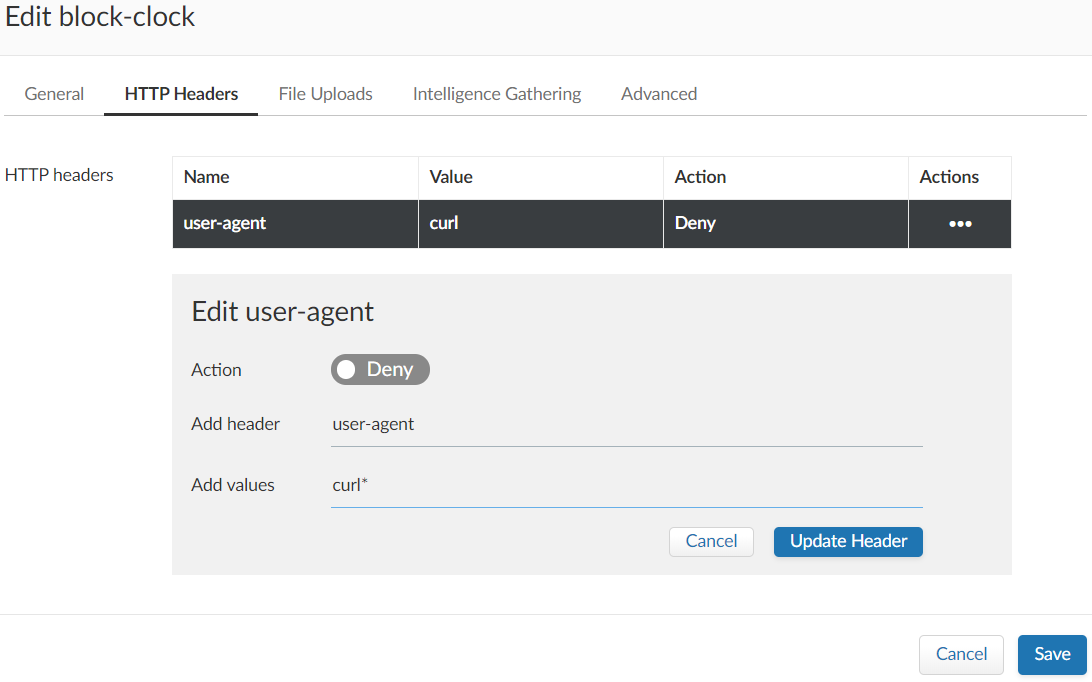 Edit block-clock
General HTTP Headers File Uploads Intelligence Gathering Advanced
HTTP headers
Name Value Action Actions
user-agent curl Deny •••
Edit user-agent
Action Deny
Add header user-agent
Add values curl*
Cancel Update Header
Cancel Save